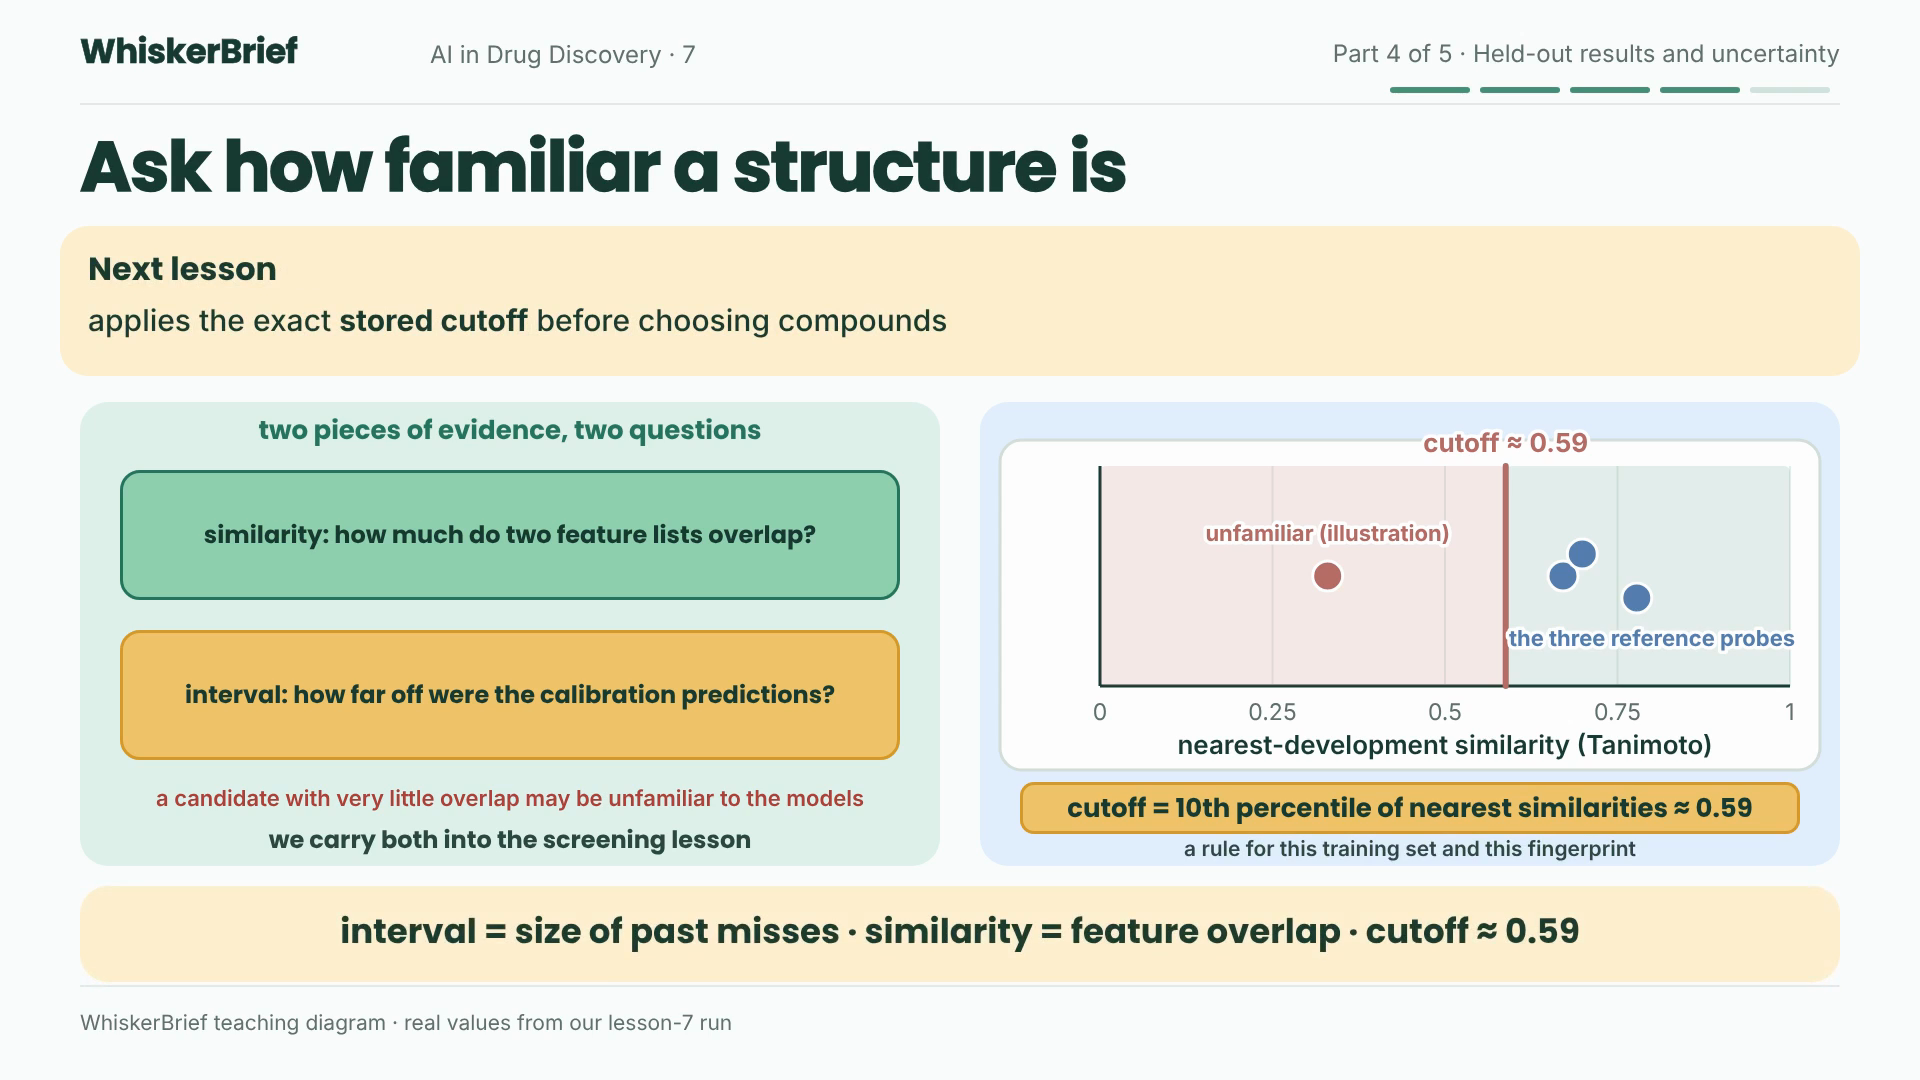 WhiskerBrief
AI in Drug Discovery · 7
Part 4 of 5 · Held-out results and uncertainty
Ask how familiar a structure is
Next lesson
applies the exact stored cutoff before choosing compounds
two pieces of evidence, two questions
similarity: how much do two feature lists overlap?
interval: how far off were the calibration predictions?
a candidate with very little overlap may be unfamiliar to the models
we carry both into the screening lesson
cutoff ≈ 0.59
unfamiliar (illustration)
the three reference probes
0 0.25 0.5 0.75 1
nearest-development similarity (Tanimoto)
cutoff = 10th percentile of nearest similarities ≈ 0.59
a rule for this training set and this fingerprint
interval = size of past misses · similarity = feature overlap · cutoff ≈ 0.59
WhiskerBrief teaching diagram · real values from our lesson-7 run